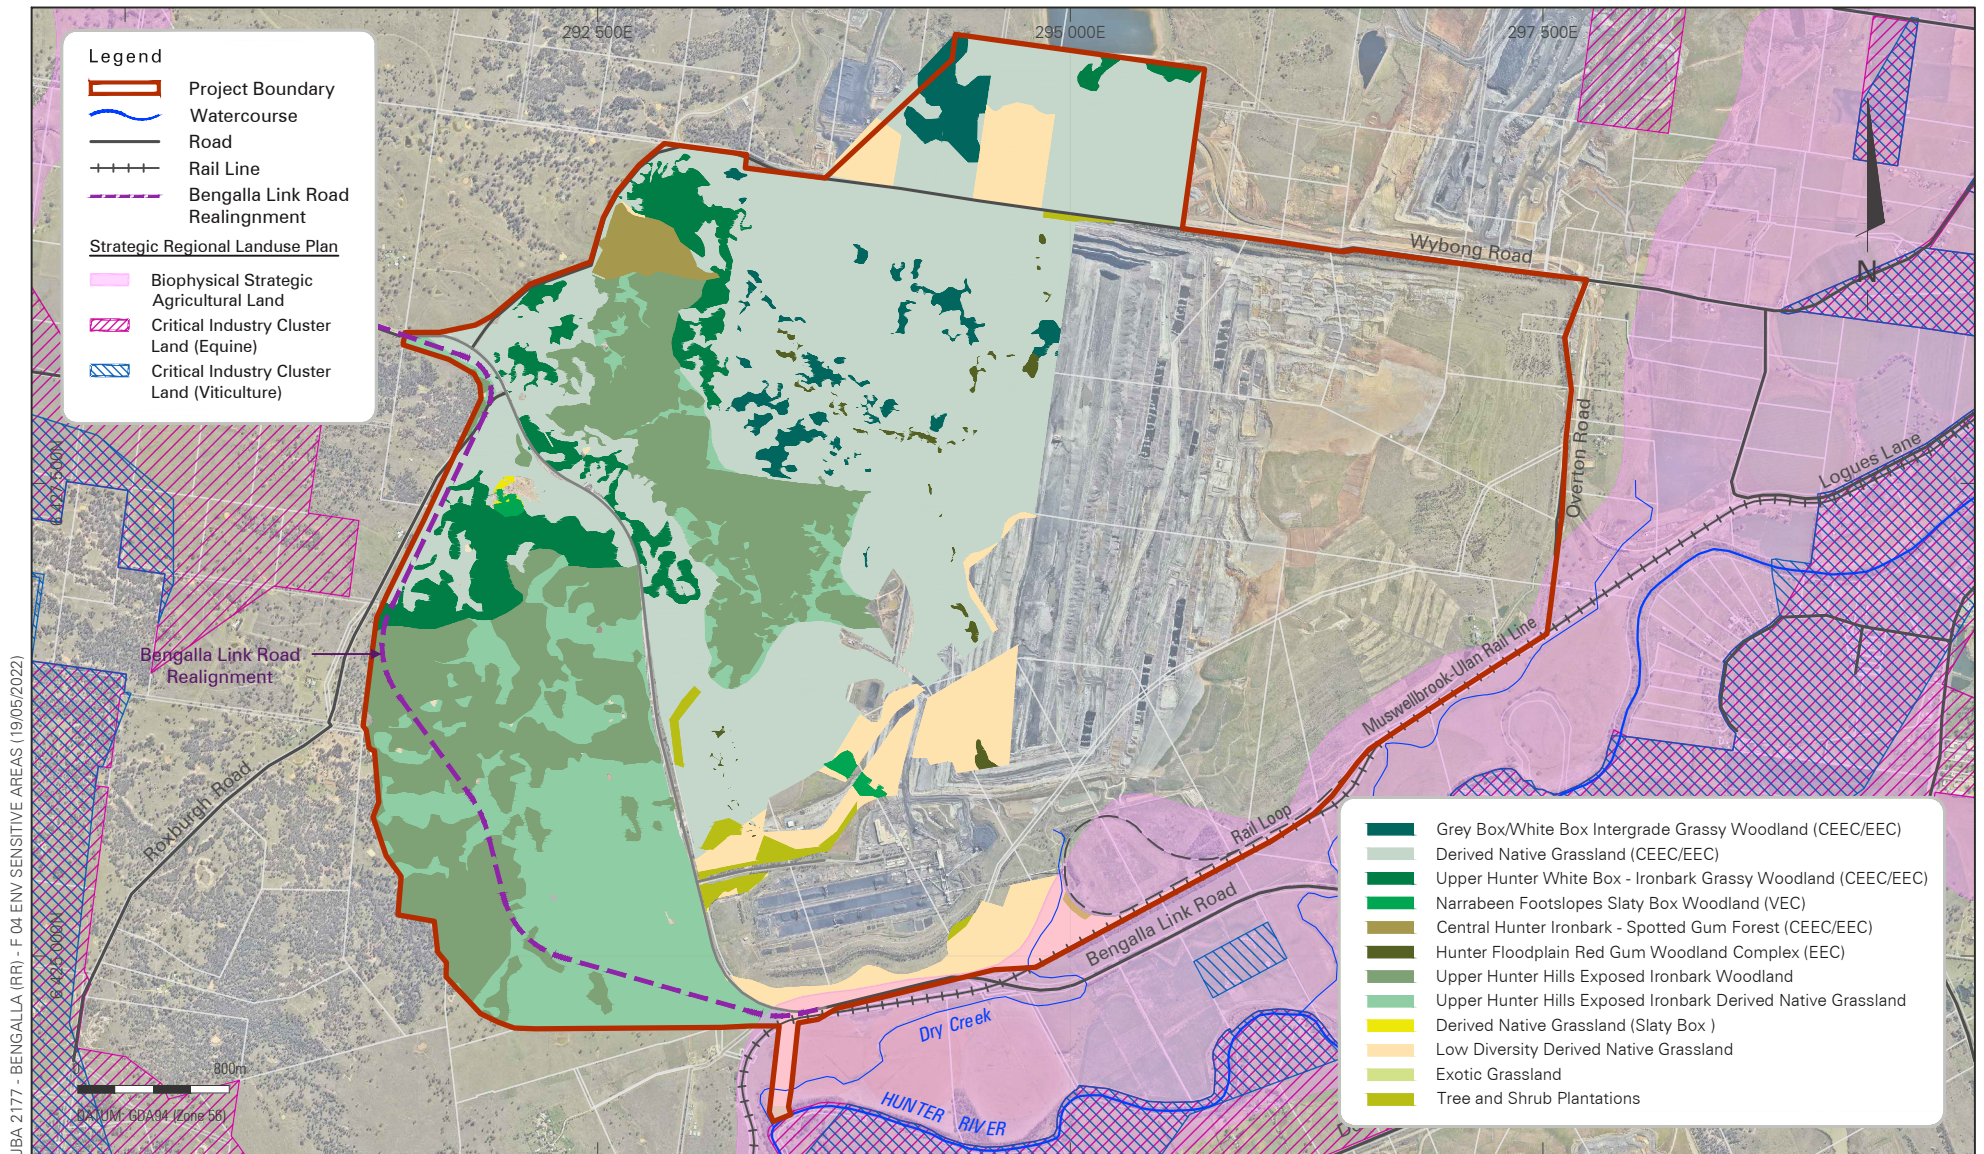 292 500E
295 000E
297 500E
Legend
Project Boundary
Watercourse
Road
Rail Line
Bengalla Link Road
Realingnment
Strategic Regional Landuse Plan
Biophysical Strategic
Agricultural Land
Critical Industry Cluster
Land (Equine)
Critical Industry Cluster
Land (Viticulture)
Wybong Road
N
Overton Road
Logues Lane
Muswellbrook-Ulan Rail Line
Bengalla Link Road
Realignment
Roxburgh Road
Rail Loop
Bengalla Link Road
Dry Creek
HUNTER RIVER
Grey Box/White Box Intergrade Grassy Woodland (CEEC/EEC)
Derived Native Grassland (CEEC/EEC)
Upper Hunter White Box - Ironbark Grassy Woodland (CEEC/EEC)
Narrabeen Footslopes Slaty Box Woodland (VEC)
Central Hunter Ironbark - Spotted Gum Forest (CEEC/EEC)
Hunter Floodplain Red Gum Woodland Complex (EEC)
Upper Hunter Hills Exposed Ironbark Woodland
Upper Hunter Hills Exposed Ironbark Derived Native Grassland
Derived Native Grassland (Slaty Box )
Low Diversity Derived Native Grassland
Exotic Grassland
Tree and Shrub Plantations
0 800m
DATUM: GDA94 (Zone 56)
UBA 2177 - BENGALLA (RR) - F 04 ENV SENSITIVE AREAS (19/05/2022)